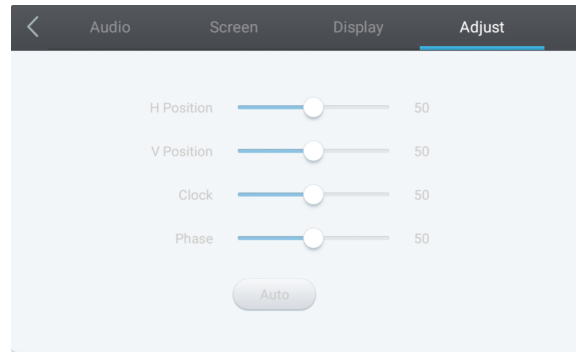 Audio Screen Display Adjust
H Position 50
V Position 50
Clock 50
Phase 50
Auto